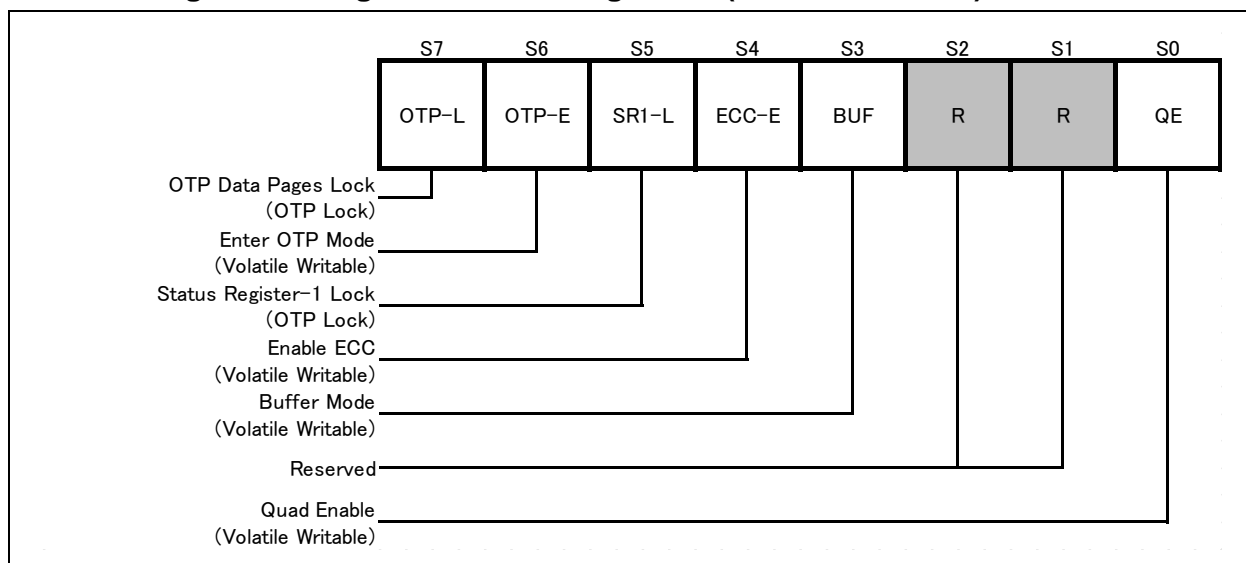 S7 S6 S5 S4 S3 S2 S1 S0
OTP-L OTP-E SR1-L ECC-E BUF R R QE
OTP Data Pages Lock
(OTP Lock)
Enter OTP Mode
(Volatile Writable)
Status Register-1 Lock
(OTP Lock)
Enable ECC
(Volatile Writable)
Buffer Mode
(Volatile Writable)
Reserved
Quad Enable
(Volatile Writable)